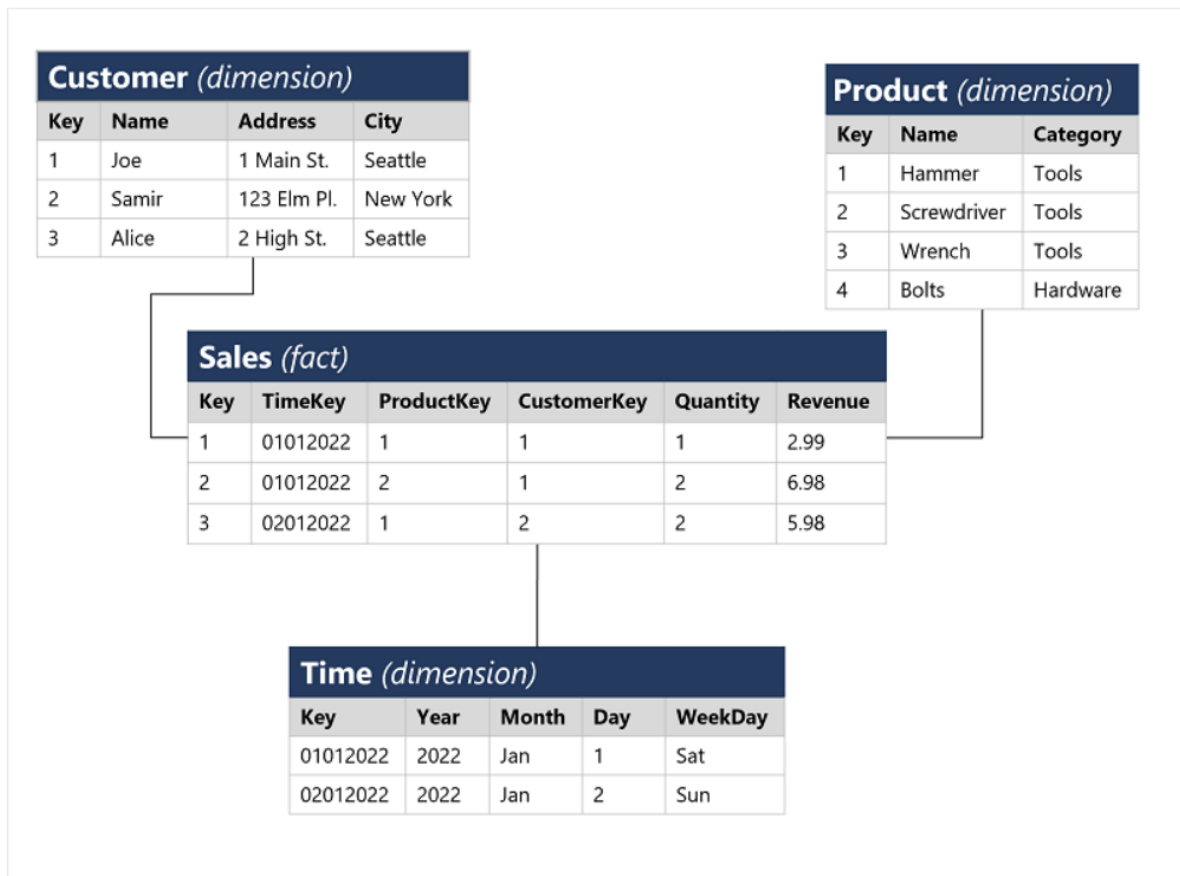 Customer (dimension)
Key Name Address City
1 Joe 1 Main St. Seattle
2 Samir 123 Elm Pl. New York
3 Alice 2 High St. Seattle
Product (dimension)
Key Name Category
1 Hammer Tools
2 Screwdriver Tools
3 Wrench Tools
4 Bolts Hardware
Sales (fact)
Key TimeKey ProductKey CustomerKey Quantity Revenue
1 01012022 1 1 1 2.99
2 01012022 2 1 2 6.98
3 02012022 1 2 2 5.98
Time (dimension)
Key Year Month Day WeekDay
01012022 2022 Jan 1 Sat
02012022 2022 Jan 2 Sun